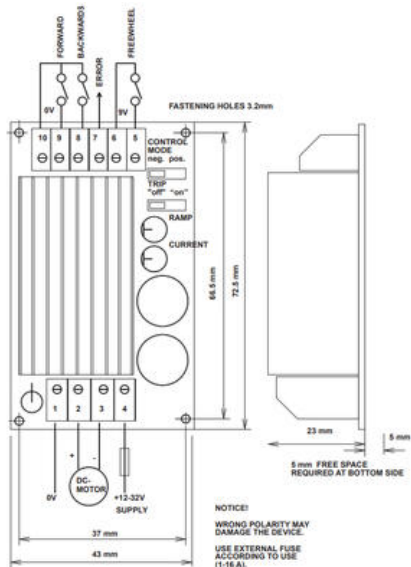 FORWARD
BACKWARDS
ERROR
FREEWHEEL
0V
9V
FASTENING HOLES 3.2mm
10 9 8 7 6 5
CONTROL
MODE
neg. pos.
TRIP
"off" "on"
RAMP
CURRENT
66.5 mm
72.5 mm
1 2 3 4
+ -
DC-
MOTOR
0V
+12-32V
SUPPLY
37 mm
43 mm
23 mm
5 mm
5 mm FREE SPACE
REQUIRED AT BOTTOM SIDE
NOTICE!
WRONG POLARITY MAY
DAMAGE THE DEVICE.
USE EXTERNAL FUSE
ACCORDING TO USE
(1-16 A).